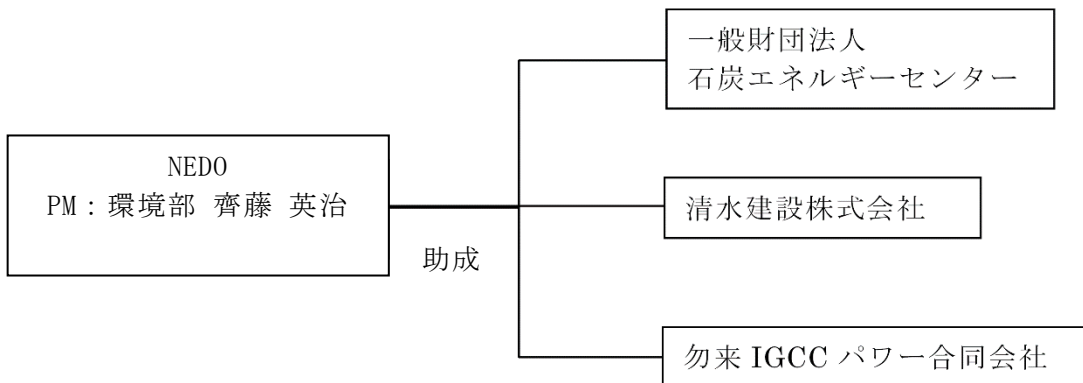 一般財団法人
石炭エネルギーセンター
NEDO
PM：環境部 齊藤 英治
清水建設株式会社
助成
勿来 IGCC パワー合同会社